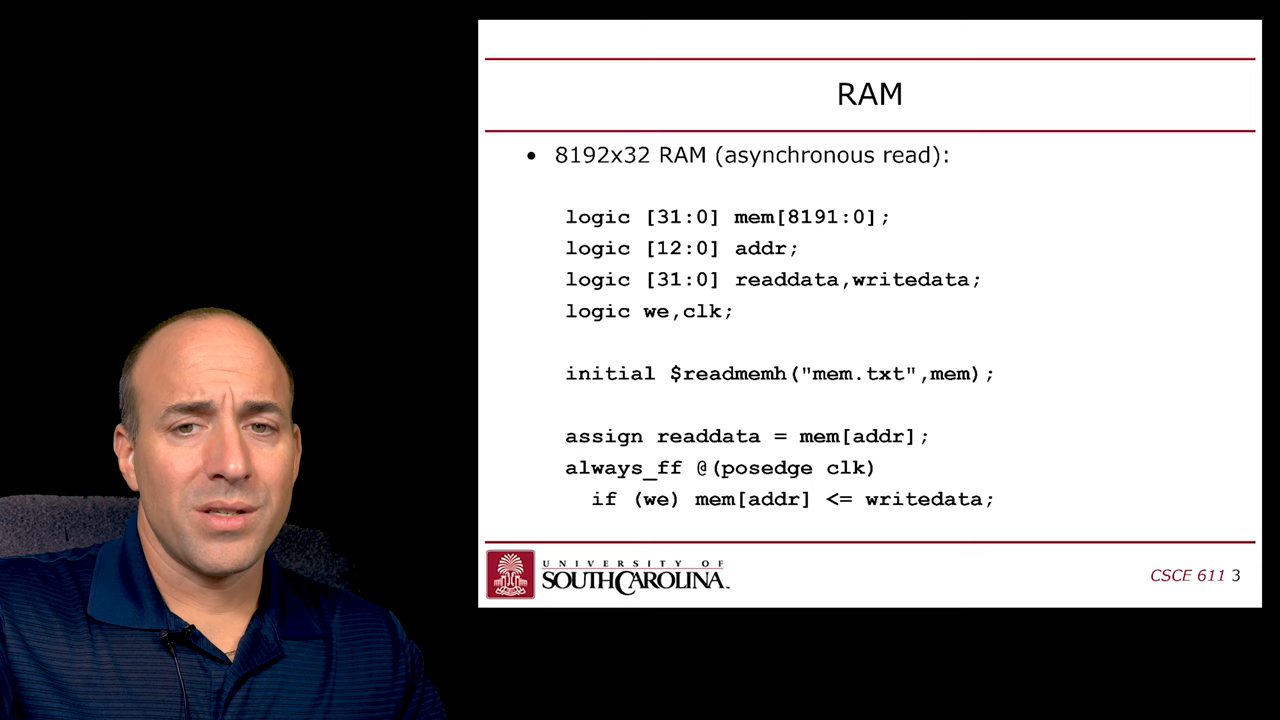 RAM
• 8192x32 RAM (asynchronous read):
logic [31:0] mem[8191:0];
logic [12:0] addr;
logic [31:0] readdata,writedata;
logic we,clk;
initial $readmemh("mem.txt",mem);
assign readdata = mem[addr];
always_ff @(posedge clk)
if (we) mem[addr] <= writedata;
UNIVERSITY OF
SOUTH CAROLINA
CSCE 611 3